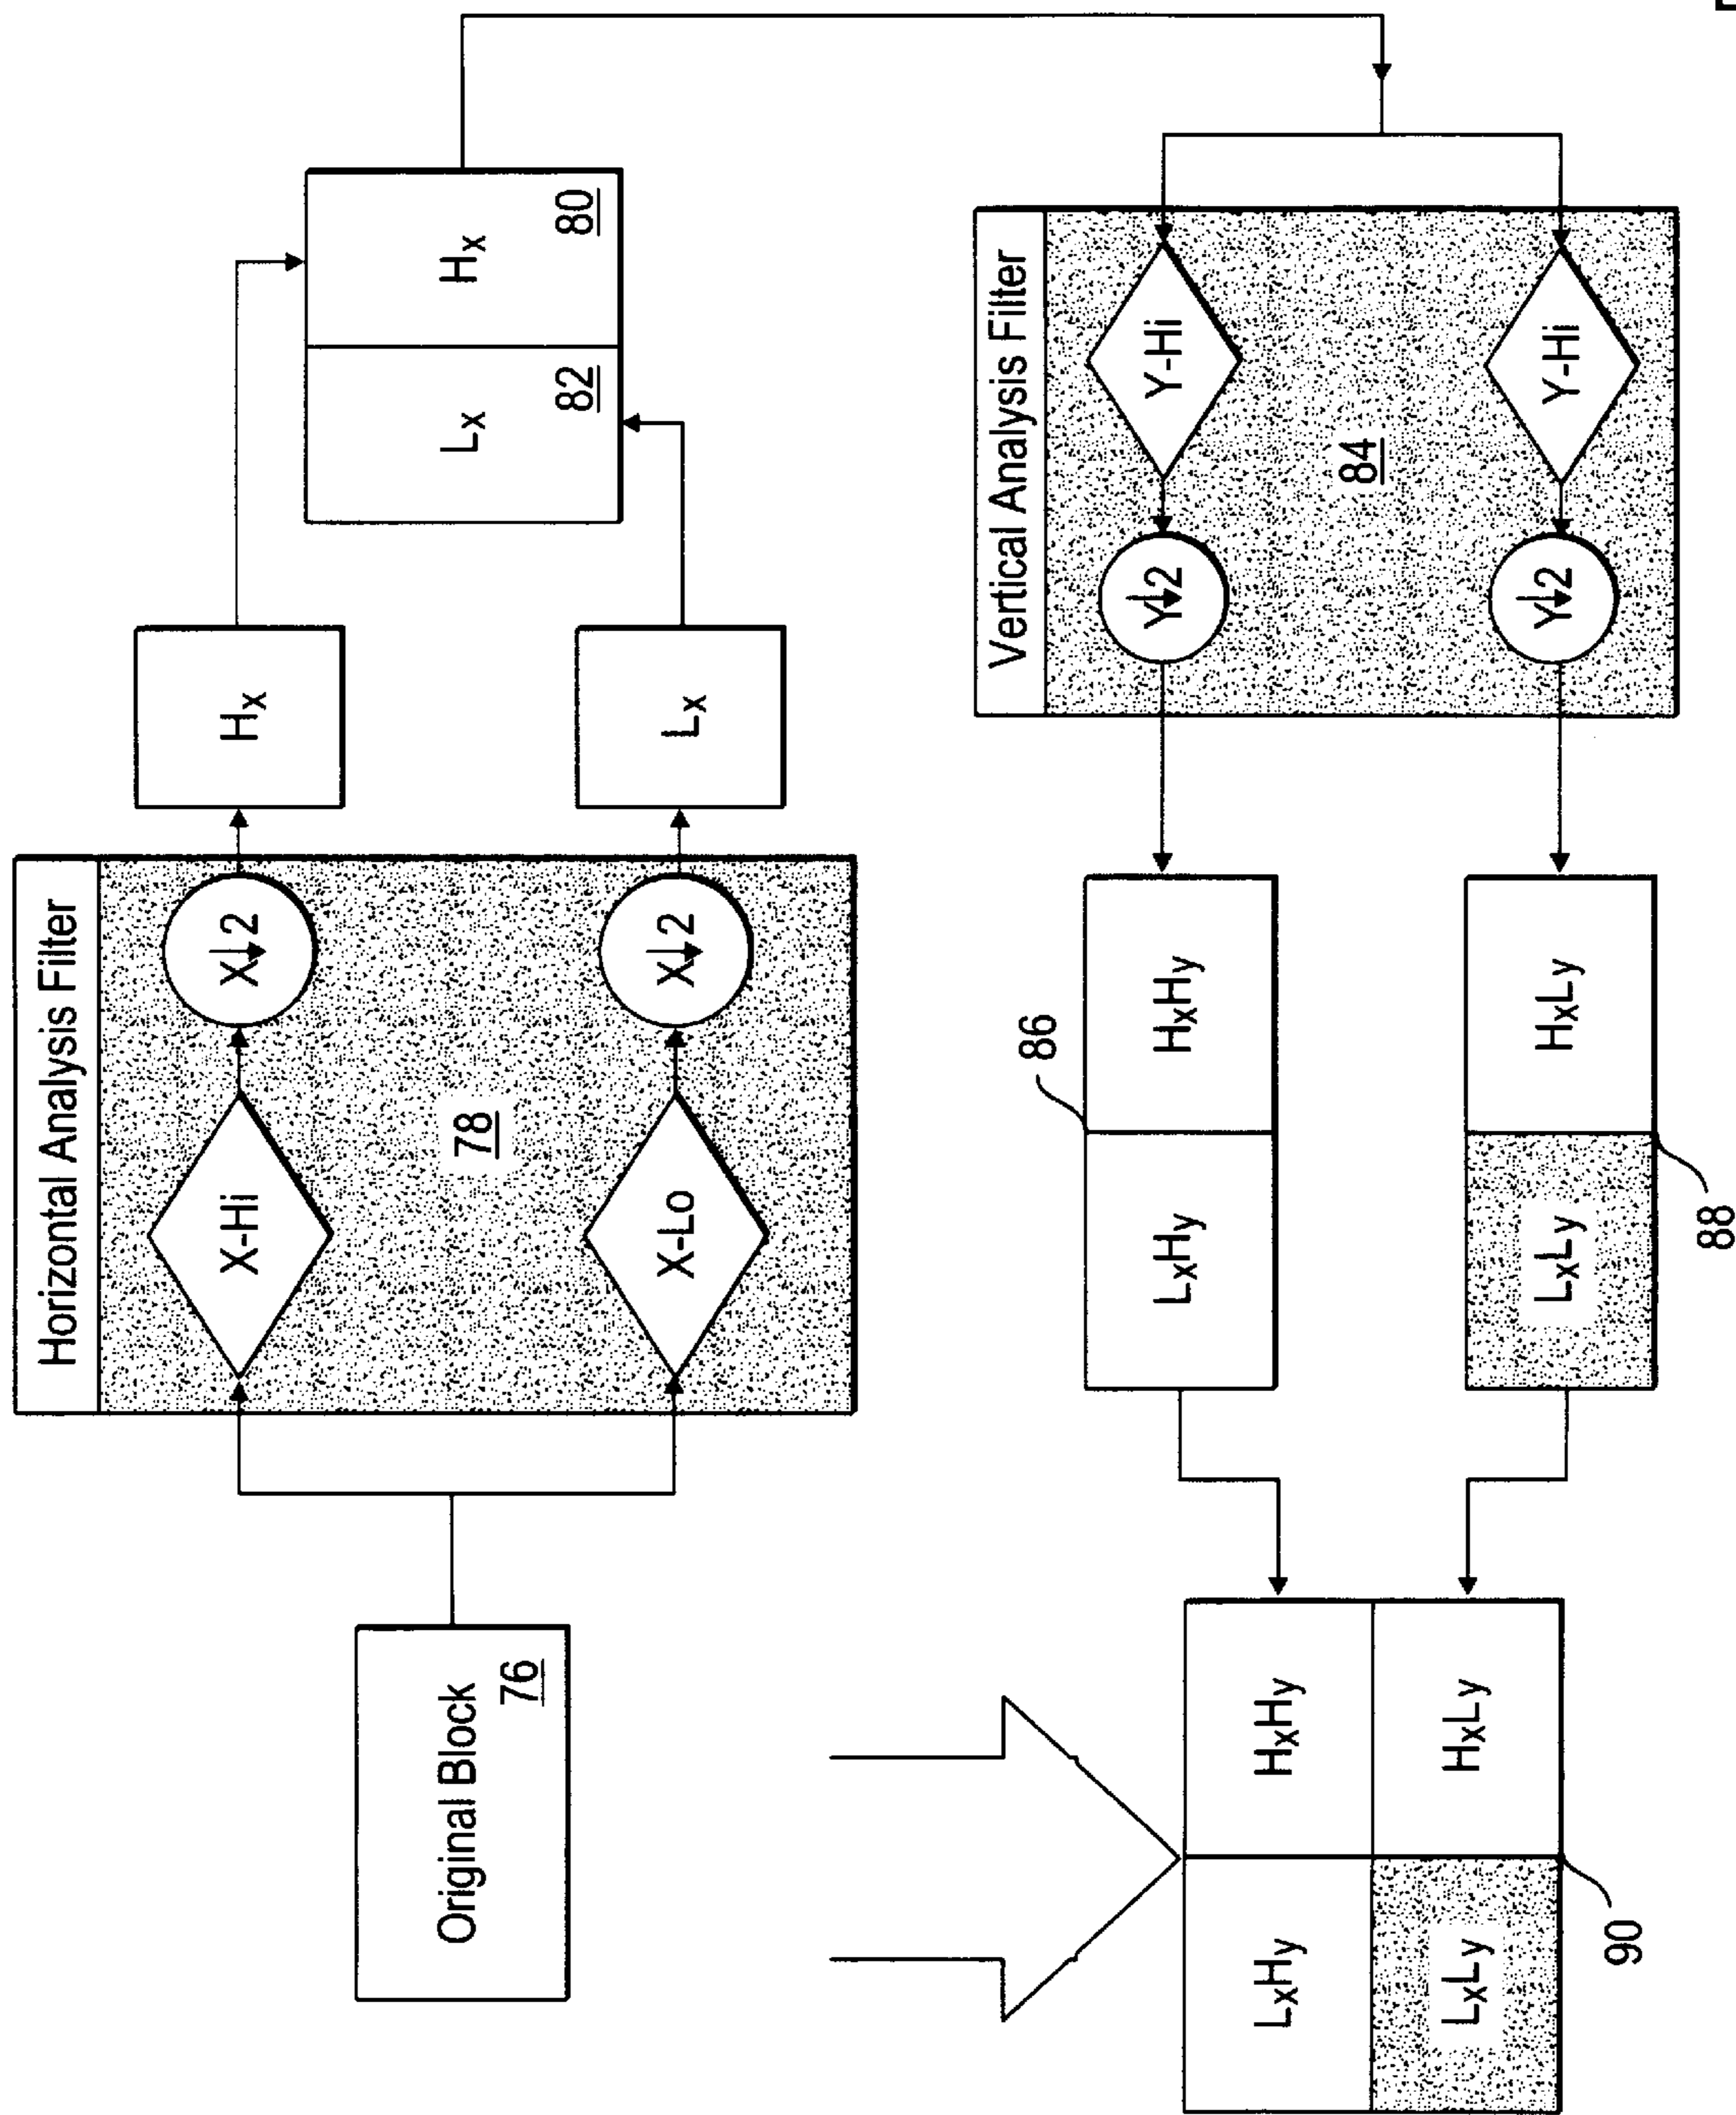 Horizontal Analysis Filter
X-Hi
X↓2
Hx
78
Original Block
76
X-Lo
X↓2
Lx
Lx
82
Hx
80
Vertical Analysis Filter
LxHy
HxHy
86
Y↓2
Y-Hi
84
LxHy
HxHy
LxLy
HxLy
90
LxLy
HxLy
88
Y↓2
Y-Hi